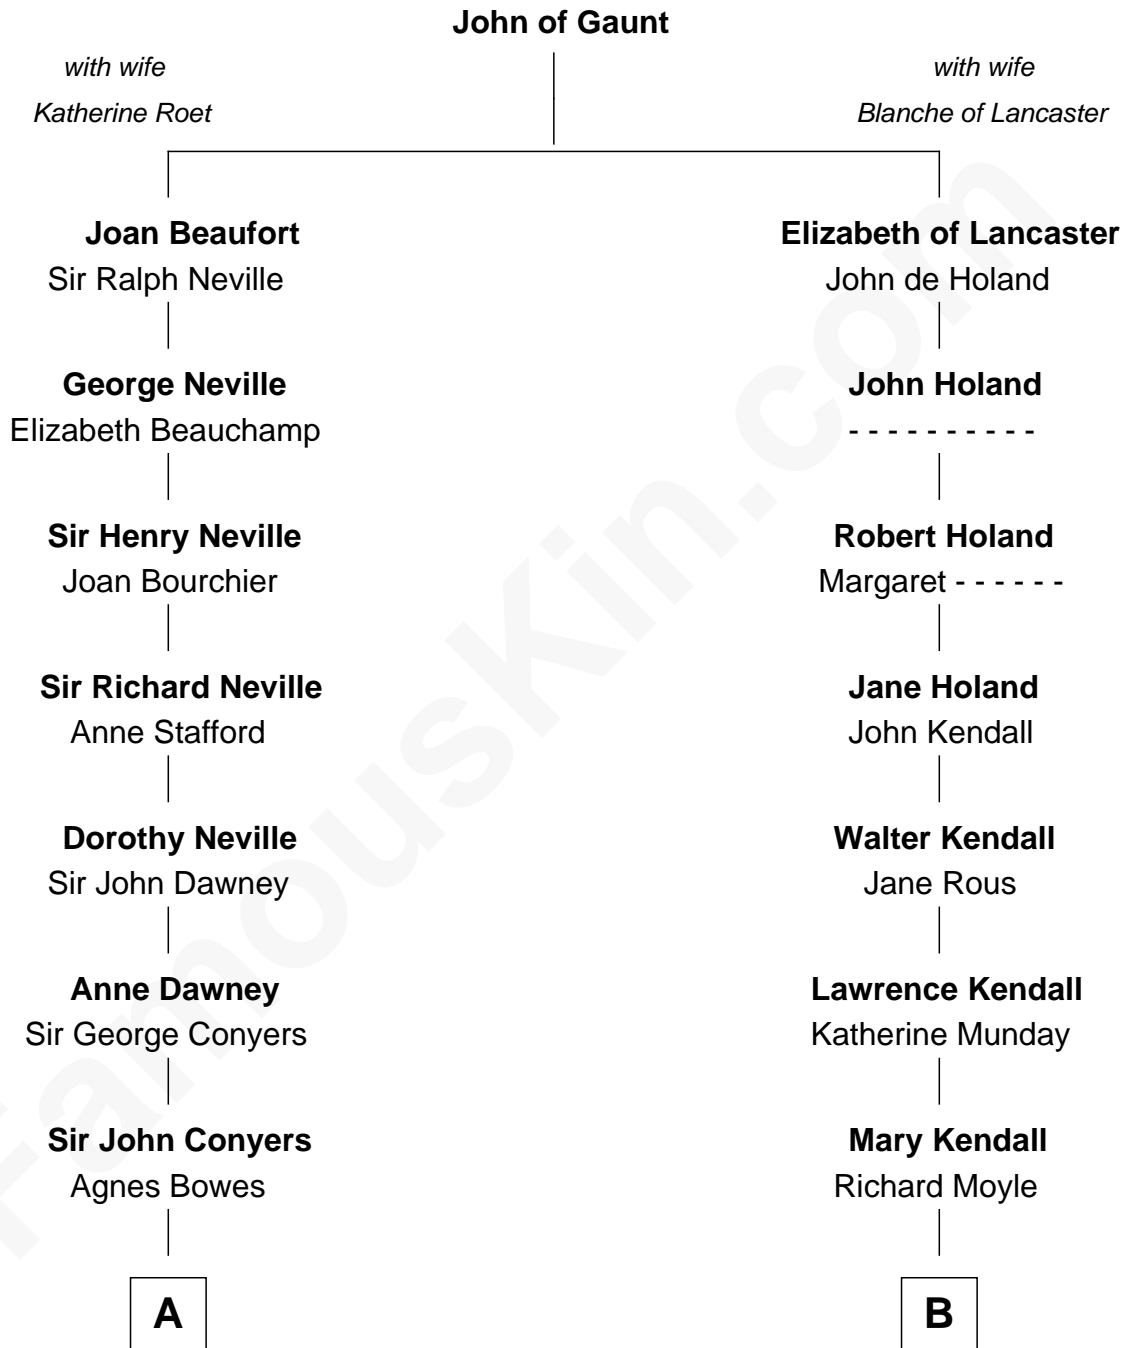 John of Gaunt
with wife
Katherine Roet
with wife
Blanche of Lancaster
Joan Beaufort
Sir Ralph Neville
Elizabeth of Lancaster
John de Holand
George Neville
Elizabeth Beauchamp
John Holand
- - - - - - - - - -
Sir Henry Neville
Joan Bourchier
Robert Holand
Margaret - - - - - -
Sir Richard Neville
Anne Stafford
Jane Holand
John Kendall
Dorothy Neville
Sir John Dawney
Walter Kendall
Jane Rous
Anne Dawney
Sir George Conyers
Lawrence Kendall
Katherine Munday
Sir John Conyers
Agnes Bowes
Mary Kendall
Richard Moyle
A
B
FamousKin.com